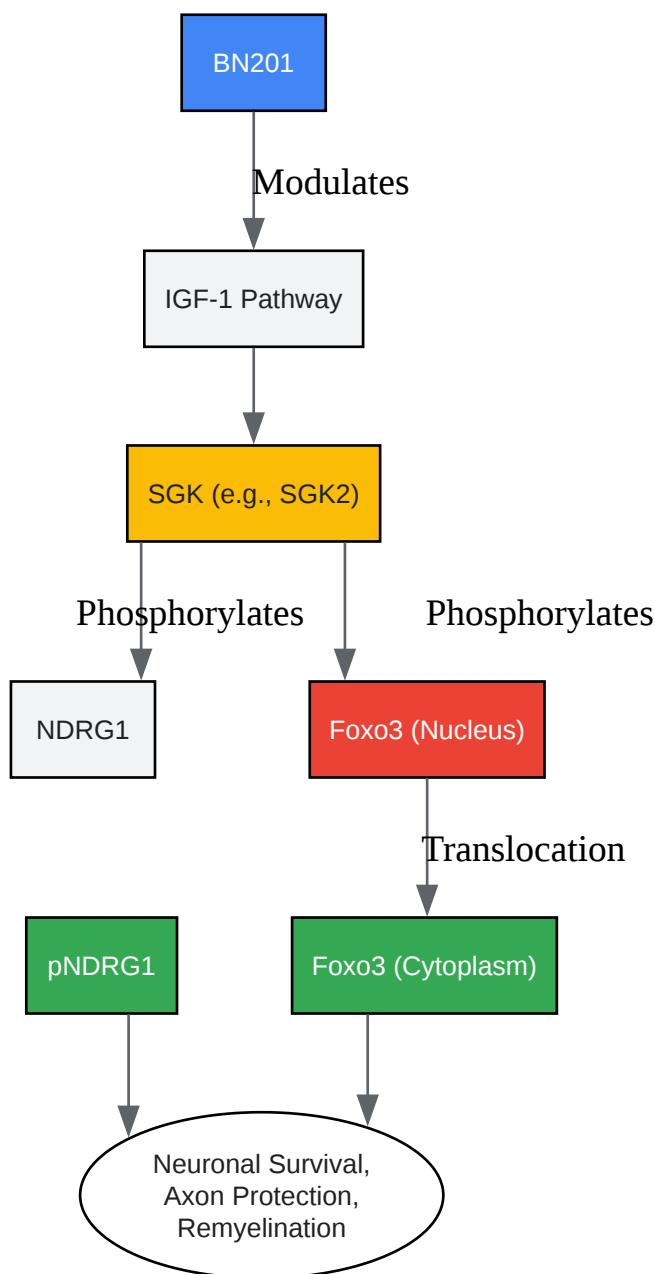 BN201
Modulates
IGF-1 Pathway
SGK (e.g., SGK2)
Phosphorylates
Phosphorylates
NDRG1
Foxo3 (Nucleus)
Translocation
pNDRG1
Foxo3 (Cytoplasm)
Neuronal Survival,
Axon Protection,
Remyelination